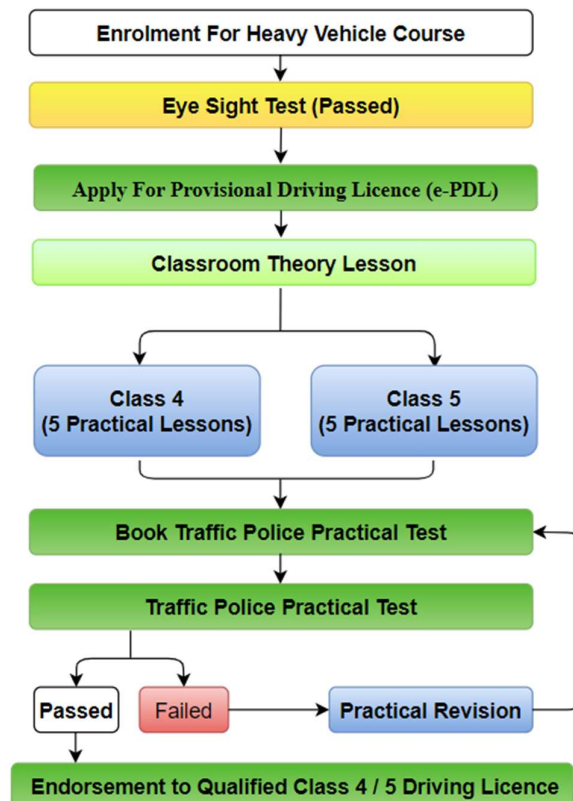 Enrolment For Heavy Vehicle Course
Eye Sight Test (Passed)
Apply For Provisional Driving Licence (e-PDL)
Classroom Theory Lesson
Class 4
(5 Practical Lessons)
Class 5
(5 Practical Lessons)
Book Traffic Police Practical Test
Traffic Police Practical Test
Passed
Failed
Practical Revision
Endorsement to Qualified Class 4 / 5 Driving Licence